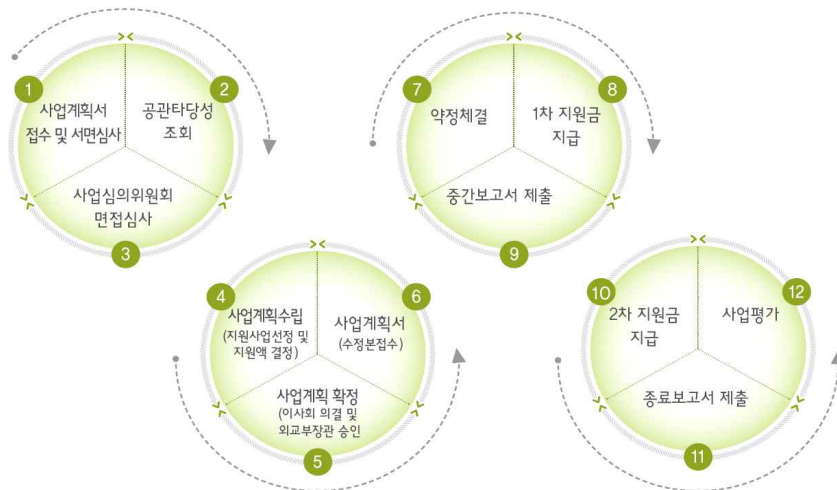 1
사업계획서
접수 및 서면심사
2
공관타당성
조회
사업심의위원회
면접심사
3
4
사업계획수립
(지원사업선정 및
지원액 결정)
사업계획 확정
(이사회 의결 및
외교부장관 승인
5
6
사업계획서
(수정본접수)
7
약정체결
8
1차 지원금
지급
중간보고서 제출
9
10
2차 지원금
지급
종료보고서 제출
11
12
사업평가